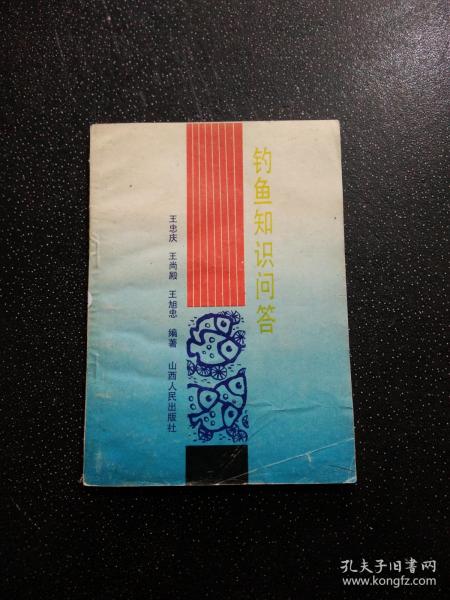 钓鱼知识问答
王忠庆 王尚殿 王旭忠 编著 山西人民出版社
孔夫子旧书网
www.kongfz.com